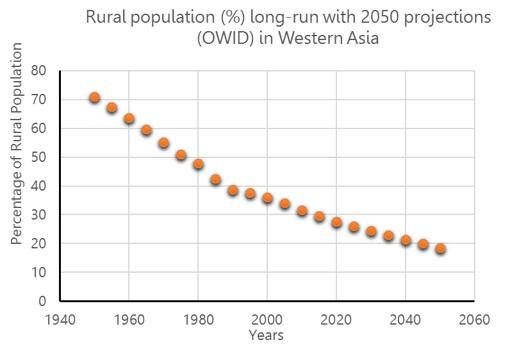 Rural population (%) long-run with 2050 projections
(OWID) in Western Asia
Percentage of Rural Population
80
70
60
50
40
30
20
10
0
1940 1960 1980 2000 2020 2040 2060
Years